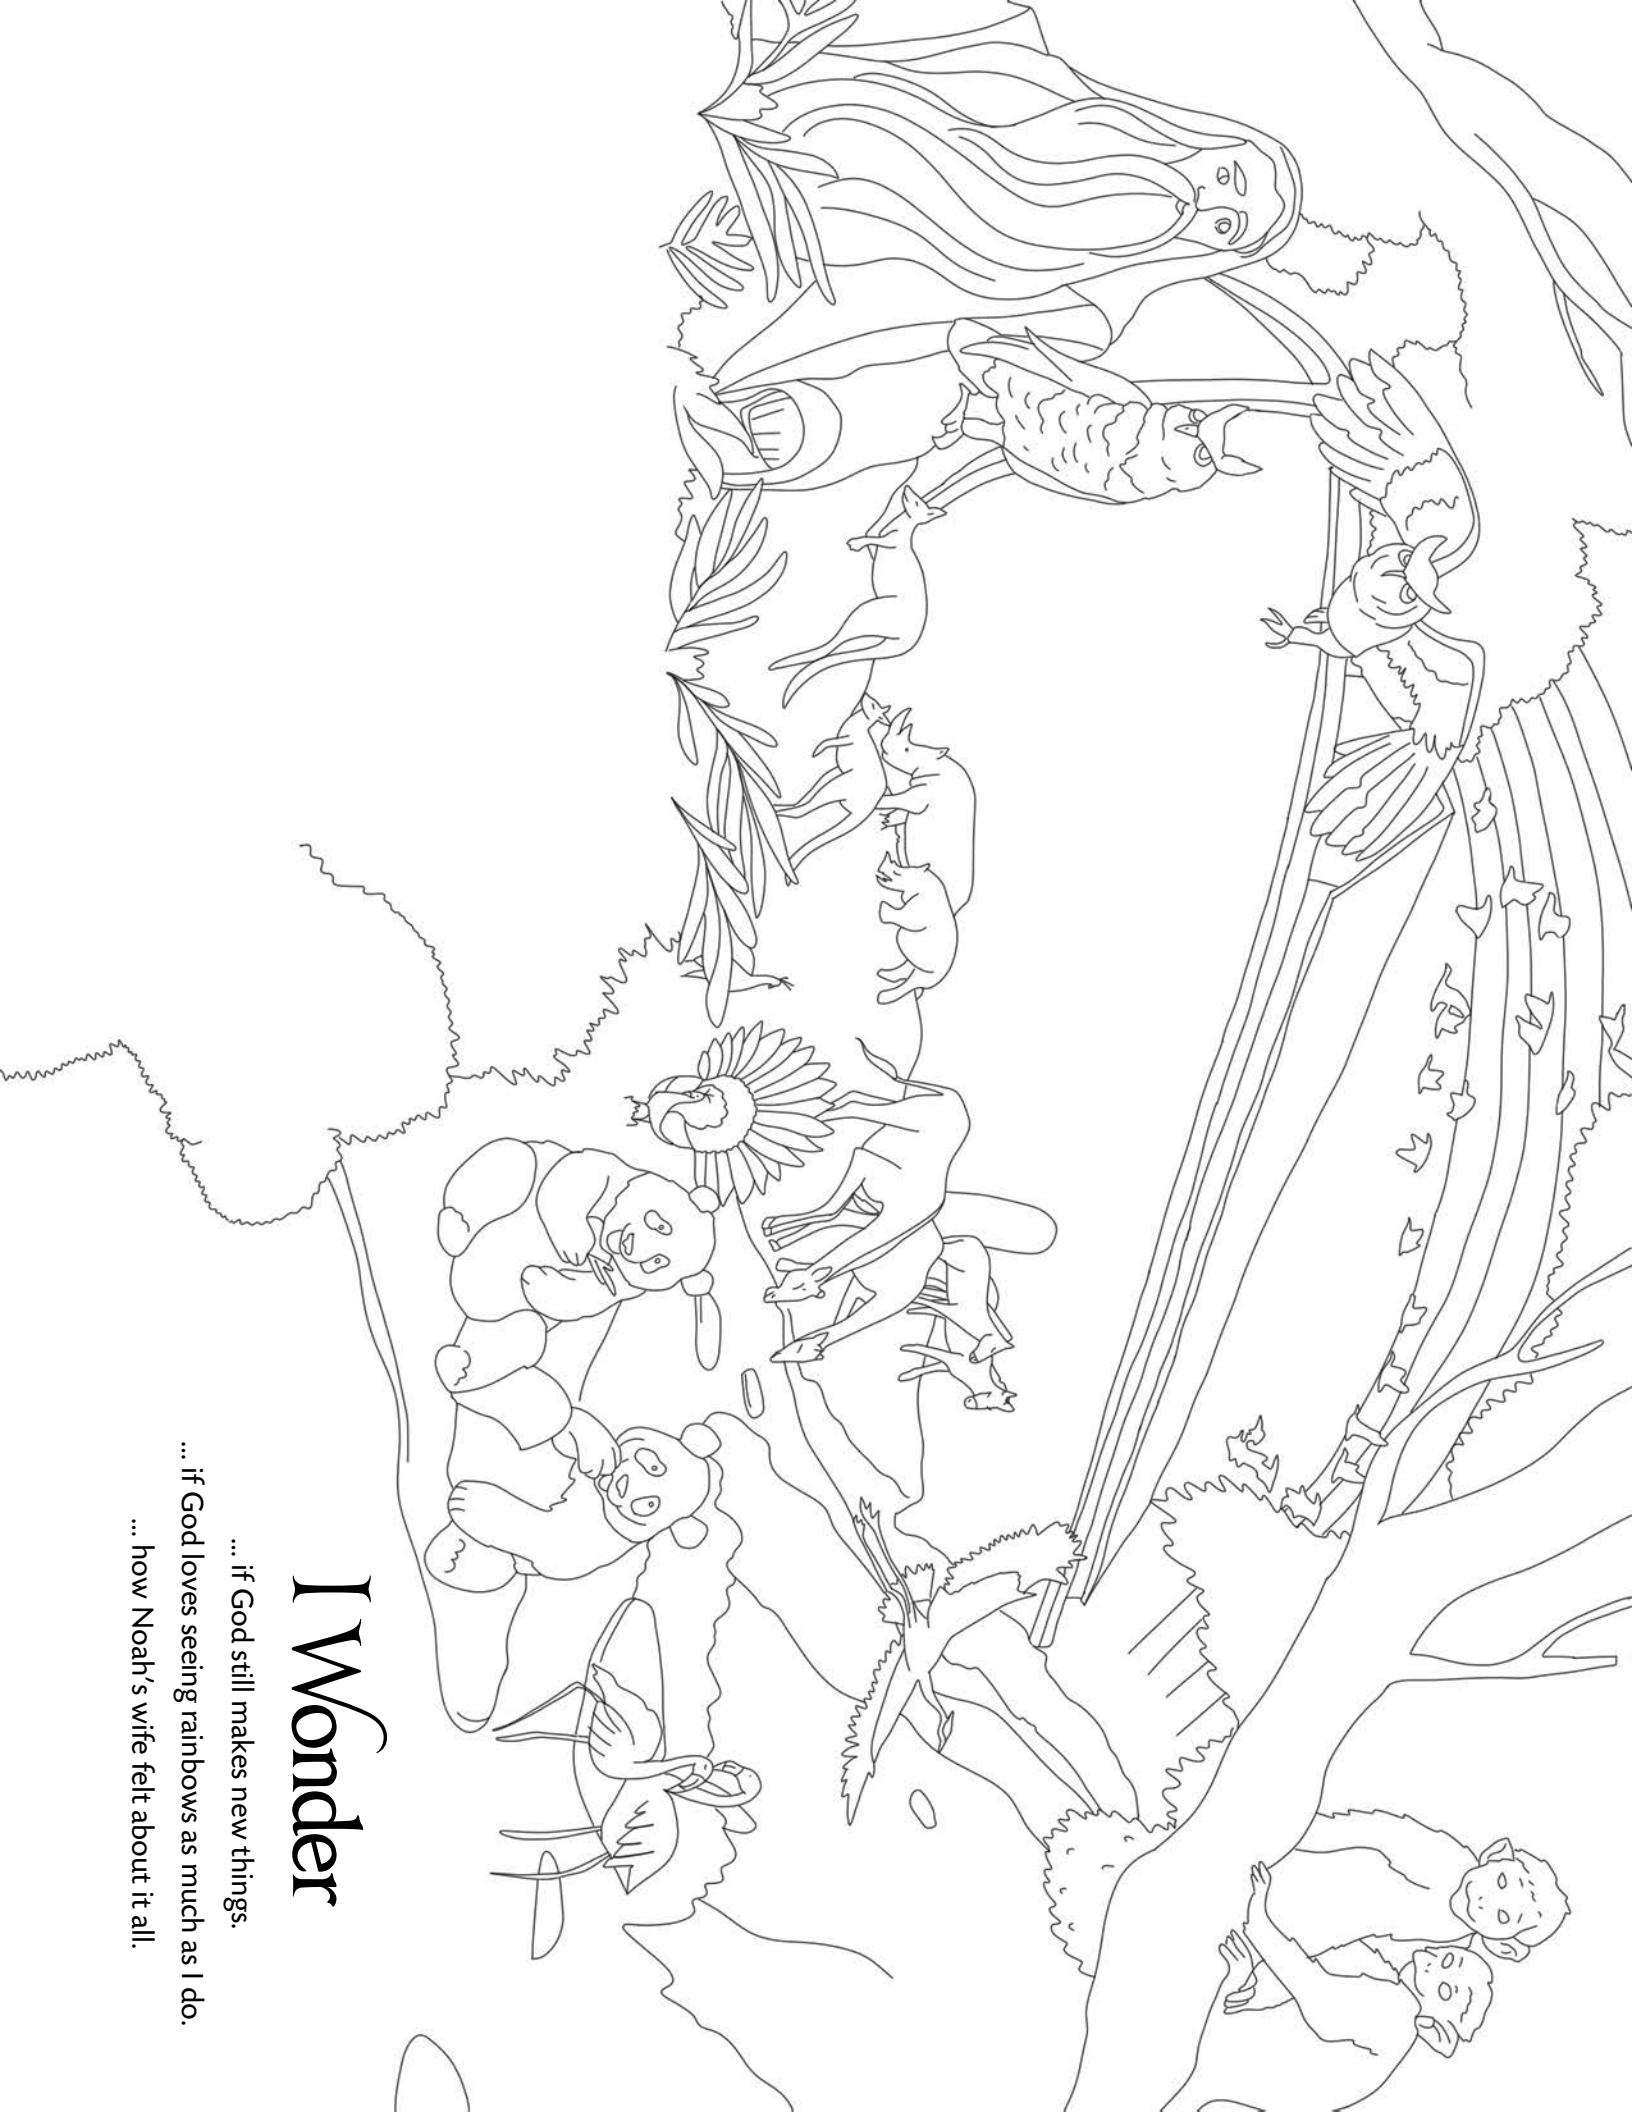 I Wonder
... if God still makes new things.
... if God loves seeing rainbows as much as I do.
... how Noah’s wife felt about it all.